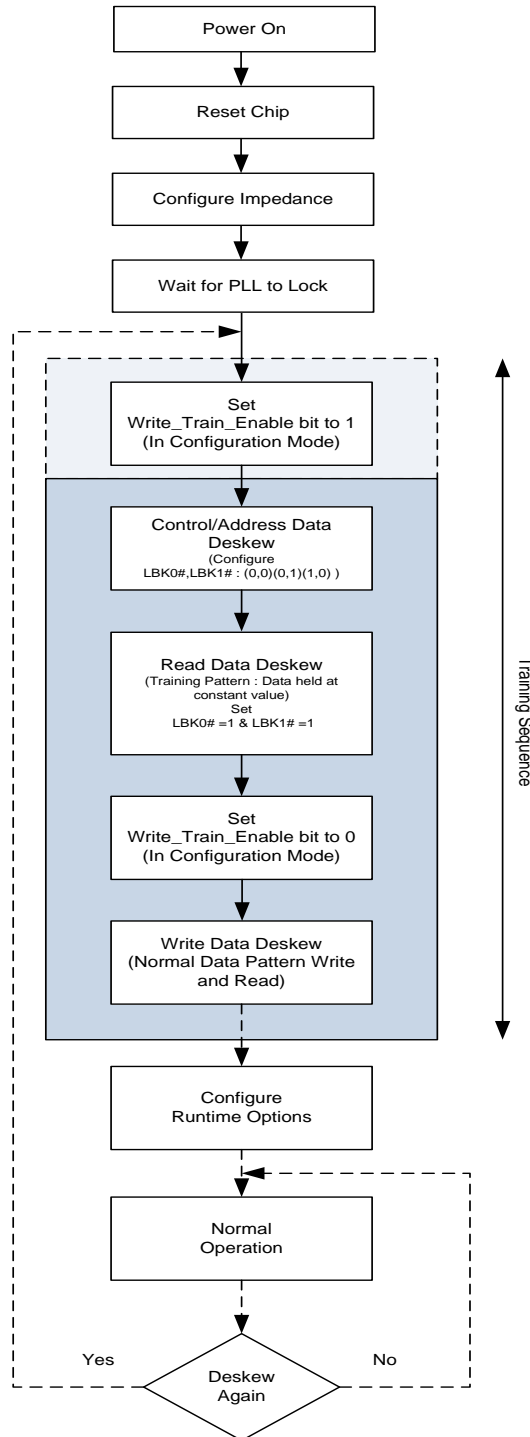 Power On
Reset Chip
Configure Impedance
Wait for PLL to Lock
Set
Write_Train_Enable bit to 1
(In Configuration Mode)
Control/Address Data
Deskew
(Configure
LBK0#,LBK1# : (0,0)(0,1)(1,0) )
Read Data Deskew
(Training Pattern : Data held at
constant value)
Set
LBK0# =1 & LBK1# =1
Set
Write_Train_Enable bit to 0
(In Configuration Mode)
Write Data Deskew
(Normal Data Pattern Write
and Read)
Training Sequence
Configure
Runtime Options
Normal
Operation
Yes
No
Deskew
Again